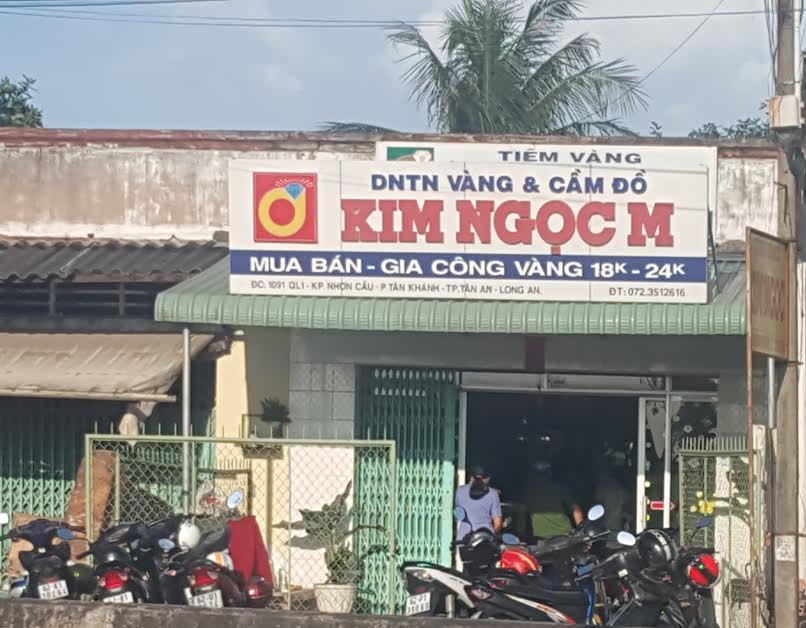 TIỆM VÀNG
DNTN VÀNG & CẦM ĐỒ
KIM NGỌC M
MUA BÁN - GIA CÔNG VÀNG 18K - 24K
ĐC: 1091 QL1 - KP. NHƠN CẦU - P TÂN KHÁNH - TP.TÂN AN - LONG AN.
ĐT: 072.3512616